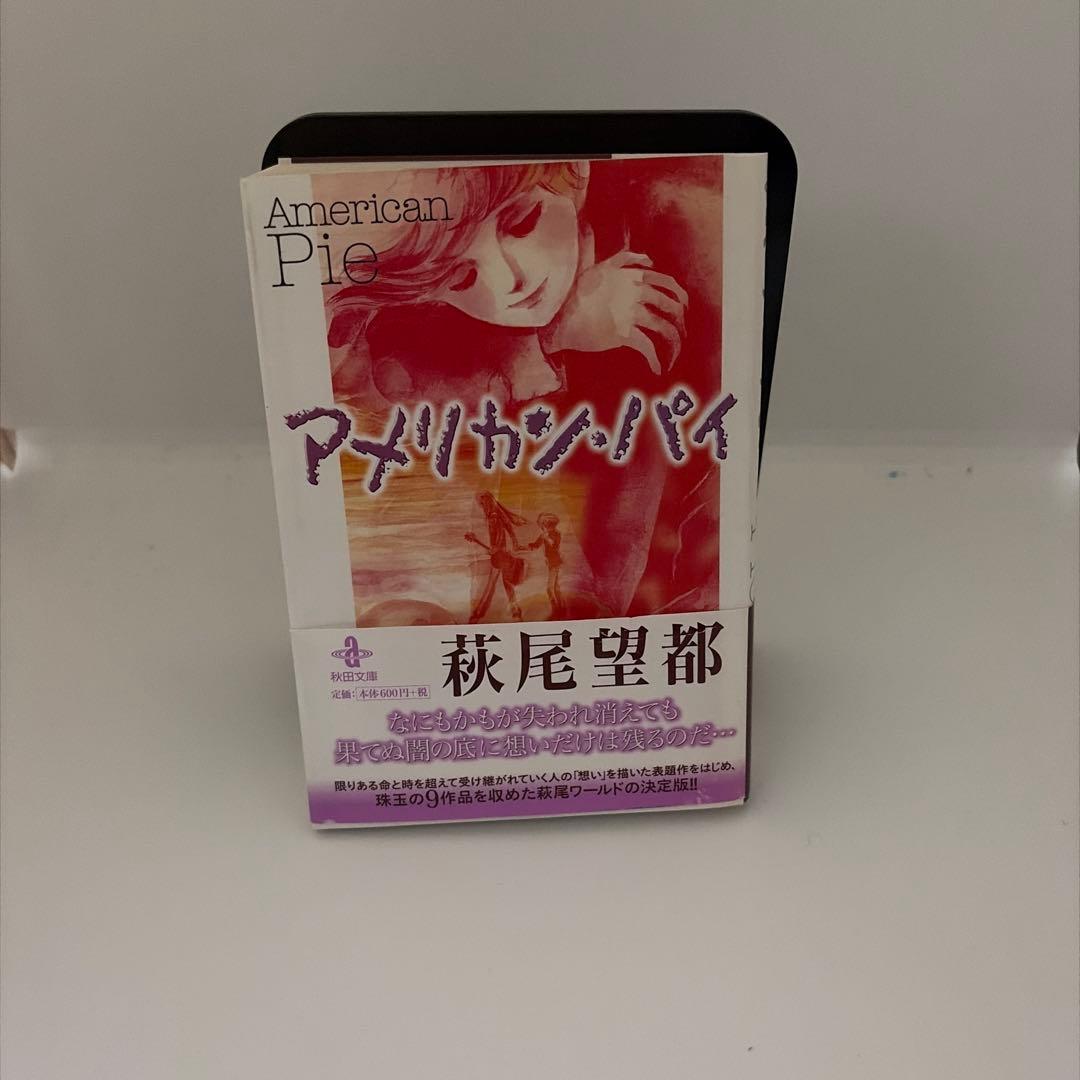 American
Pie
アメリカン・パイ
a
秋田文庫
定価:本体600円+税
萩尾望都
なにもかもが失われ消えても
果てぬ闇の底に想いだけは残るのだ…
限りある命と時を超えて受け継がれていく人の「想い」を描いた表題作をはじめ、
珠玉の9作品を収めた萩尾ワールドの決定版!!